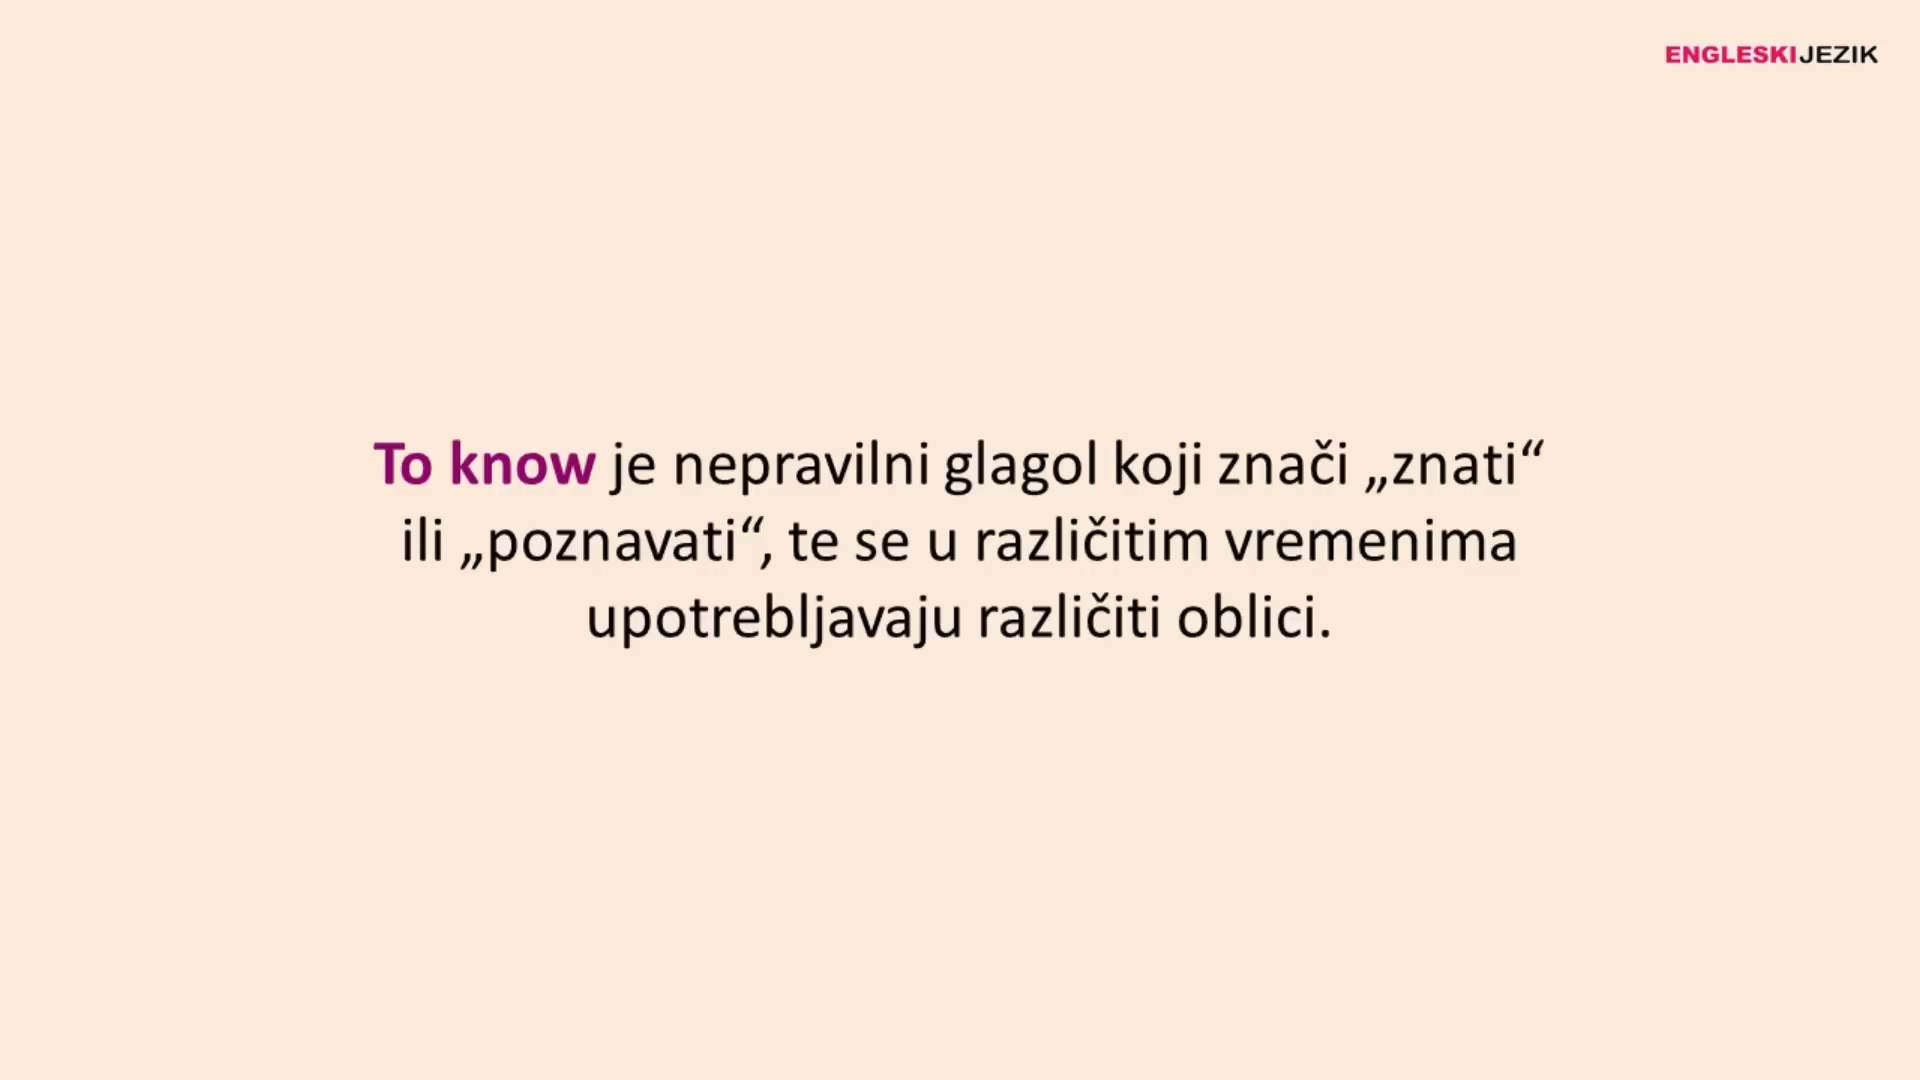 ENGLESKIJEZIK
To know je nepravilni glagol koji znači „znati“
ili „poznavati“, te se u različitim vremenima
upotrebljavaju različiti oblici.